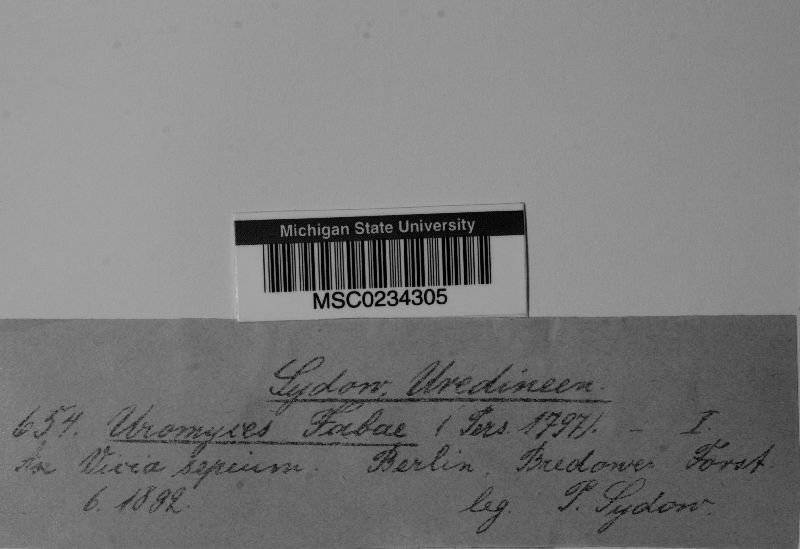 Michigan State University
MSC0234305
Sydow, Uredineen.
654. Uromyces Fabae (Pers. 1797). - I.
An Vicia sepium. Berlin, Bredower Forst
6. 1892. leg. P. Sydow.